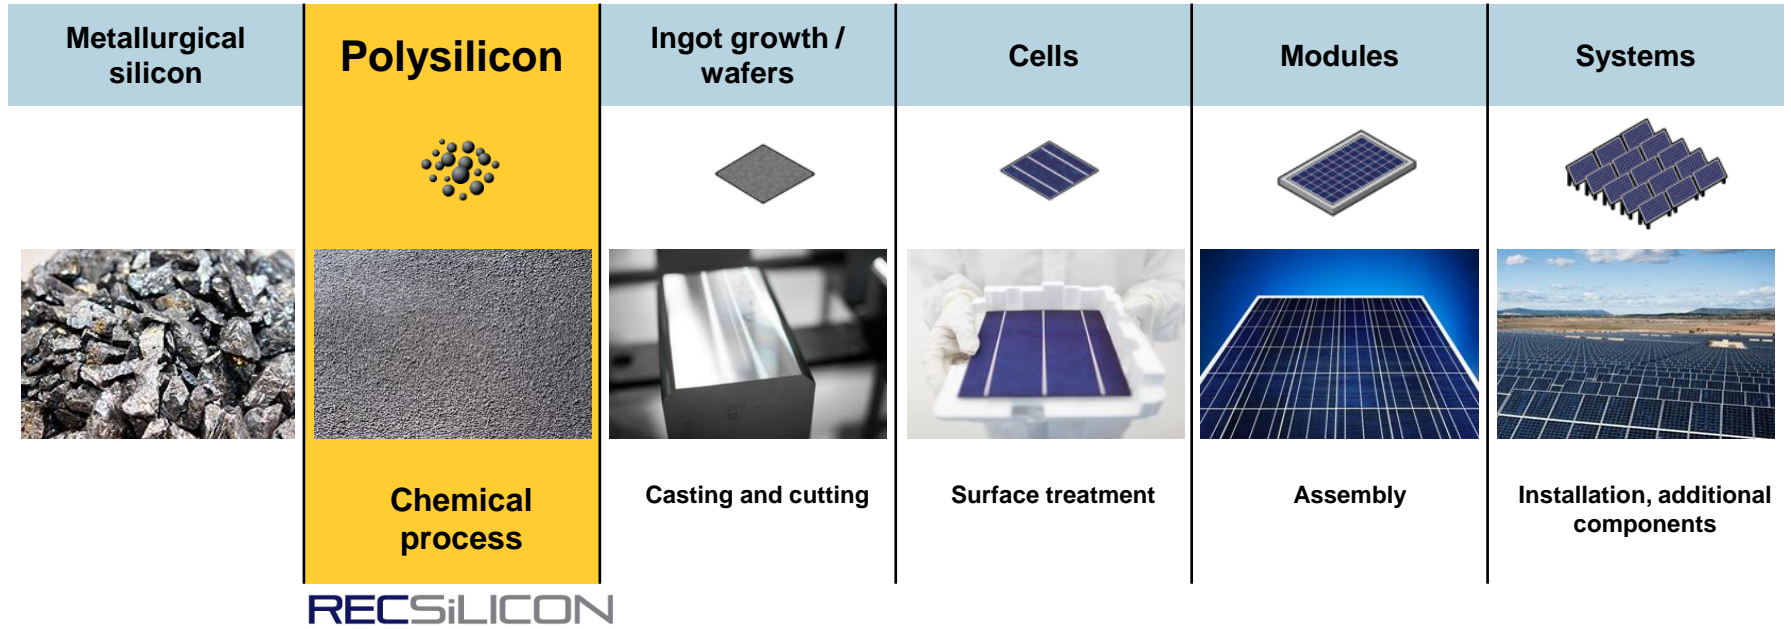 Metallurgical
silicon
Polysilicon
Ingot growth /
wafers
Cells
Modules
Systems
Chemical
process
Casting and cutting
Surface treatment
Assembly
Installation, additional
components
RECSiLICON